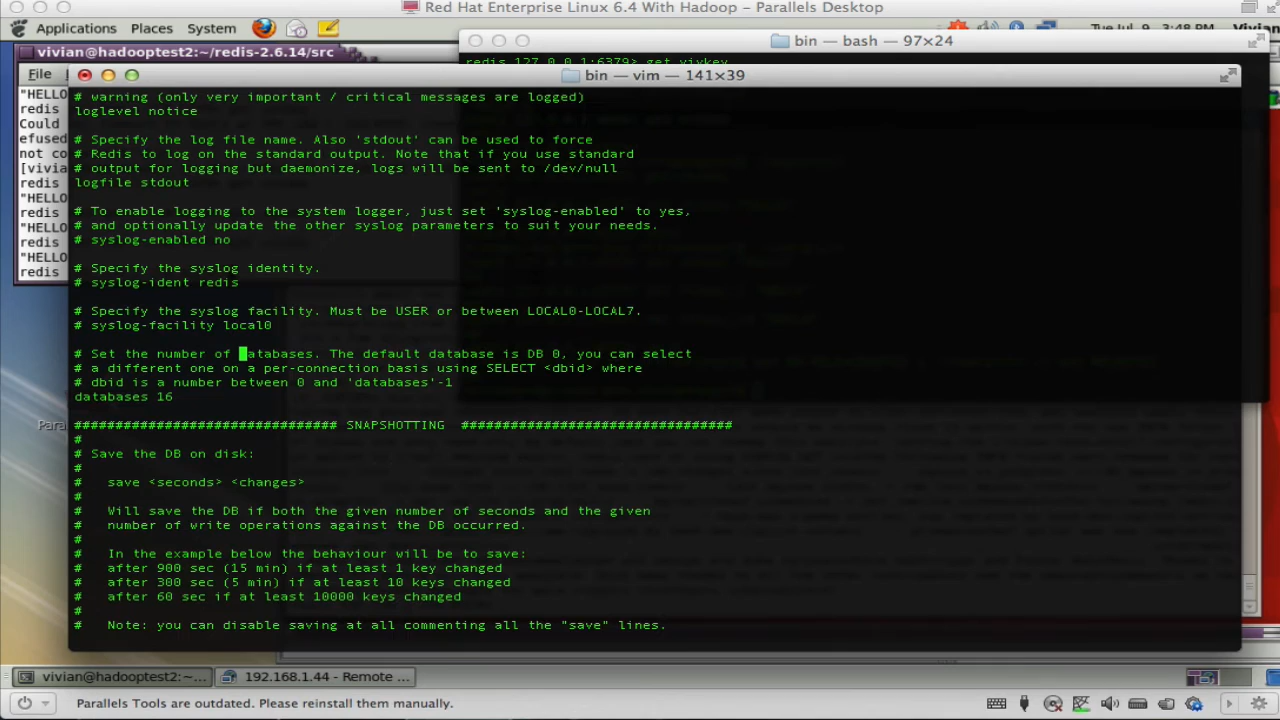 Red Hat Enterprise Linux 6.4 With Hadoop – Parallels Desktop
Applications Places System
Tue Jul 9, 3:48 PM Vivian
vivian@hadooptest2:~/redis-2.6.14/src
bin — bash — 97×24
redis 127.0.0.1:6379> get vivkey
File
bin — vim — 141×39
"HELLO
redis
Could
efused
not co
[vivia
redis
"HELLO
redis
"HELLO
redis
"HELLO
redis
# warning (only very important / critical messages are logged)
loglevel notice
# Specify the log file name. Also 'stdout' can be used to force
# Redis to log on the standard output. Note that if you use standard
# output for logging but daemonize, logs will be sent to /dev/null
logfile stdout
# To enable logging to the system logger, just set 'syslog-enabled' to yes,
# and optionally update the other syslog parameters to suit your needs.
# syslog-enabled no
# Specify the syslog identity.
# syslog-ident redis
# Specify the syslog facility. Must be USER or between LOCAL0-LOCAL7.
# syslog-facility local0
# Set the number of databases. The default database is DB 0, you can select
# a different one on a per-connection basis using SELECT <dbid> where
# dbid is a number between 0 and 'databases'-1
databases 16
############################### SNAPSHOTTING #################################
#
# Save the DB on disk:
#
#   save <seconds> <changes>
#
#   Will save the DB if both the given number of seconds and the given
#   number of write operations against the DB occurred.
#
#   In the example below the behaviour will be to save:
#   after 900 sec (15 min) if at least 1 key changed
#   after 300 sec (5 min) if at least 10 keys changed
#   after 60 sec if at least 10000 keys changed
#
#   Note: you can disable saving at all commenting all the "save" lines.
Para
vivian@hadooptest2:~...
192.168.1.44 - Remote ...
Parallels Tools are outdated. Please reinstall them manually.